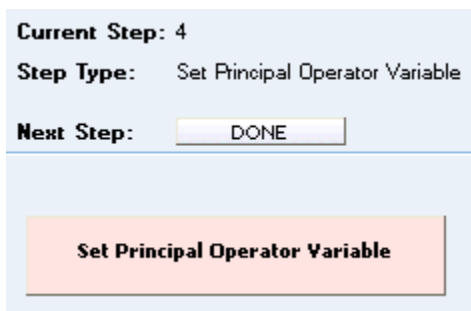 Current Step: 4
Step Type: Set Principal Operator Variable
Next Step: DONE
Set Principal Operator Variable